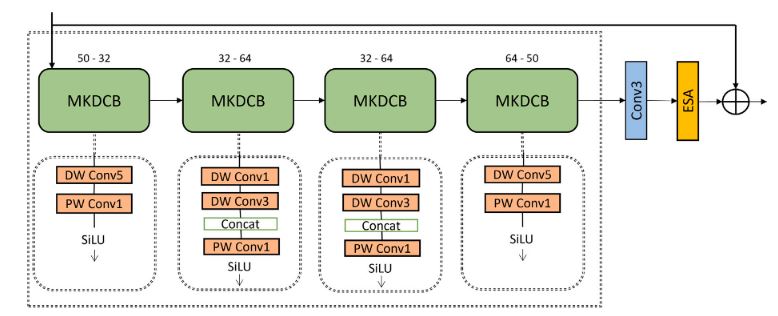 50 - 32
32 - 64
32 - 64
64 - 50
MKDCB
MKDCB
MKDCB
MKDCB
Conv3
ESA
DW Conv5
PW Conv1
SiLU
DW Conv1
DW Conv3
Concat
PW Conv1
SiLU
DW Conv1
DW Conv3
Concat
PW Conv1
SiLU
DW Conv5
PW Conv1
SiLU